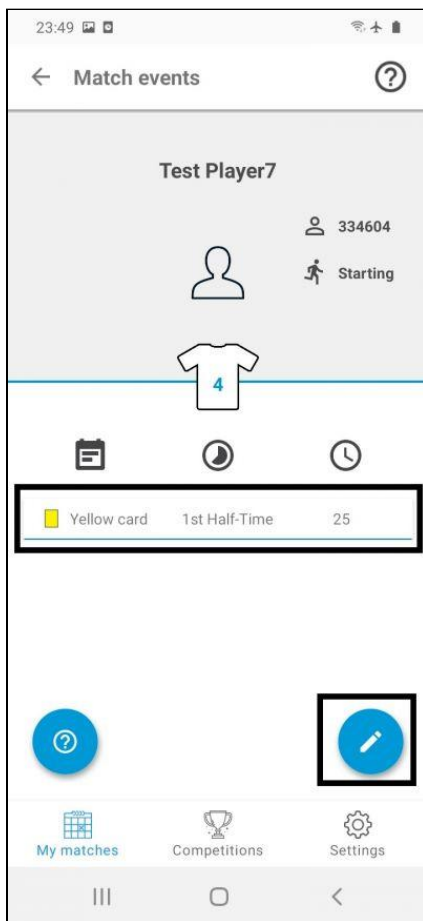 23:49
Match events
Test Player7
334604
Starting
4
Yellow card 1st Half-Time 25
My matches Competitions Settings